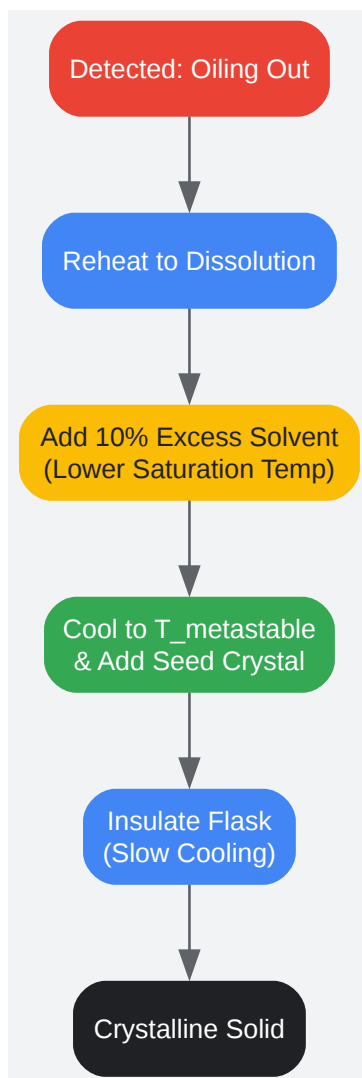 Detected: Oiling Out
Reheat to Dissolution
Add 10% Excess Solvent
(Lower Saturation Temp)
Cool to T_metastable
& Add Seed Crystal
Insulate Flask
(Slow Cooling)
Crystalline Solid